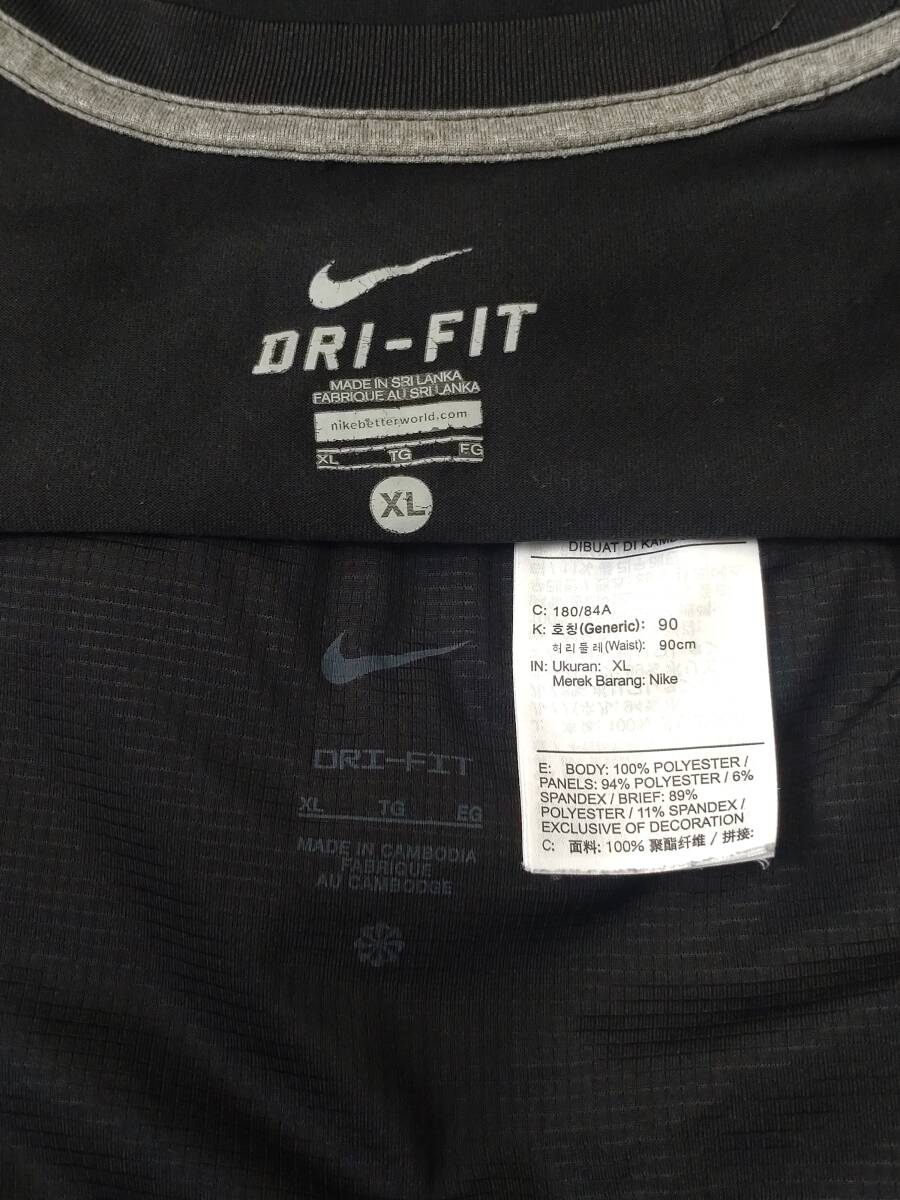 DRI-FIT
MADE IN SRI LANKA
FABRIQUE AU SRI LANKA
nikebetterworld.com
XL TG EG
XL
DIBUAT DI
C: 180/84A
K: 호칭(Generic): 90
허리둘레(Waist): 90cm
IN: Ukuran: XL
Merek Barang: Nike
E: BODY: 100% POLYESTER /
PANELS: 94% POLYESTER / 6%
SPANDEX / BRIEF: 89%
POLYESTER / 11% SPANDEX /
EXCLUSIVE OF DECORATION
C: 面料: 100% 聚酯纤维 / 拼接:
DRI-FIT
XL TG EG
MADE IN CAMBODIA
FABRIQUE
AU CAMBODGE